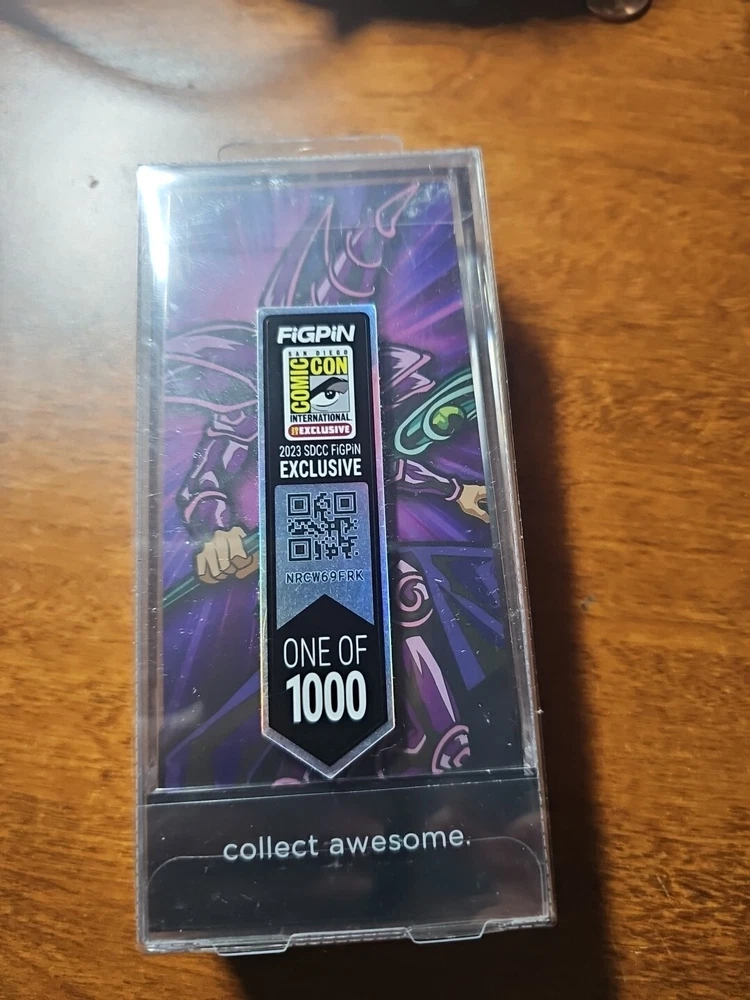 FiGPiN
SAN DIEGO
COMIC CON
INTERNATIONAL
EXCLUSIVE
2023 SDCC FiGPiN
EXCLUSIVE
NRCW69FRK
ONE OF
1000
collect awesome.